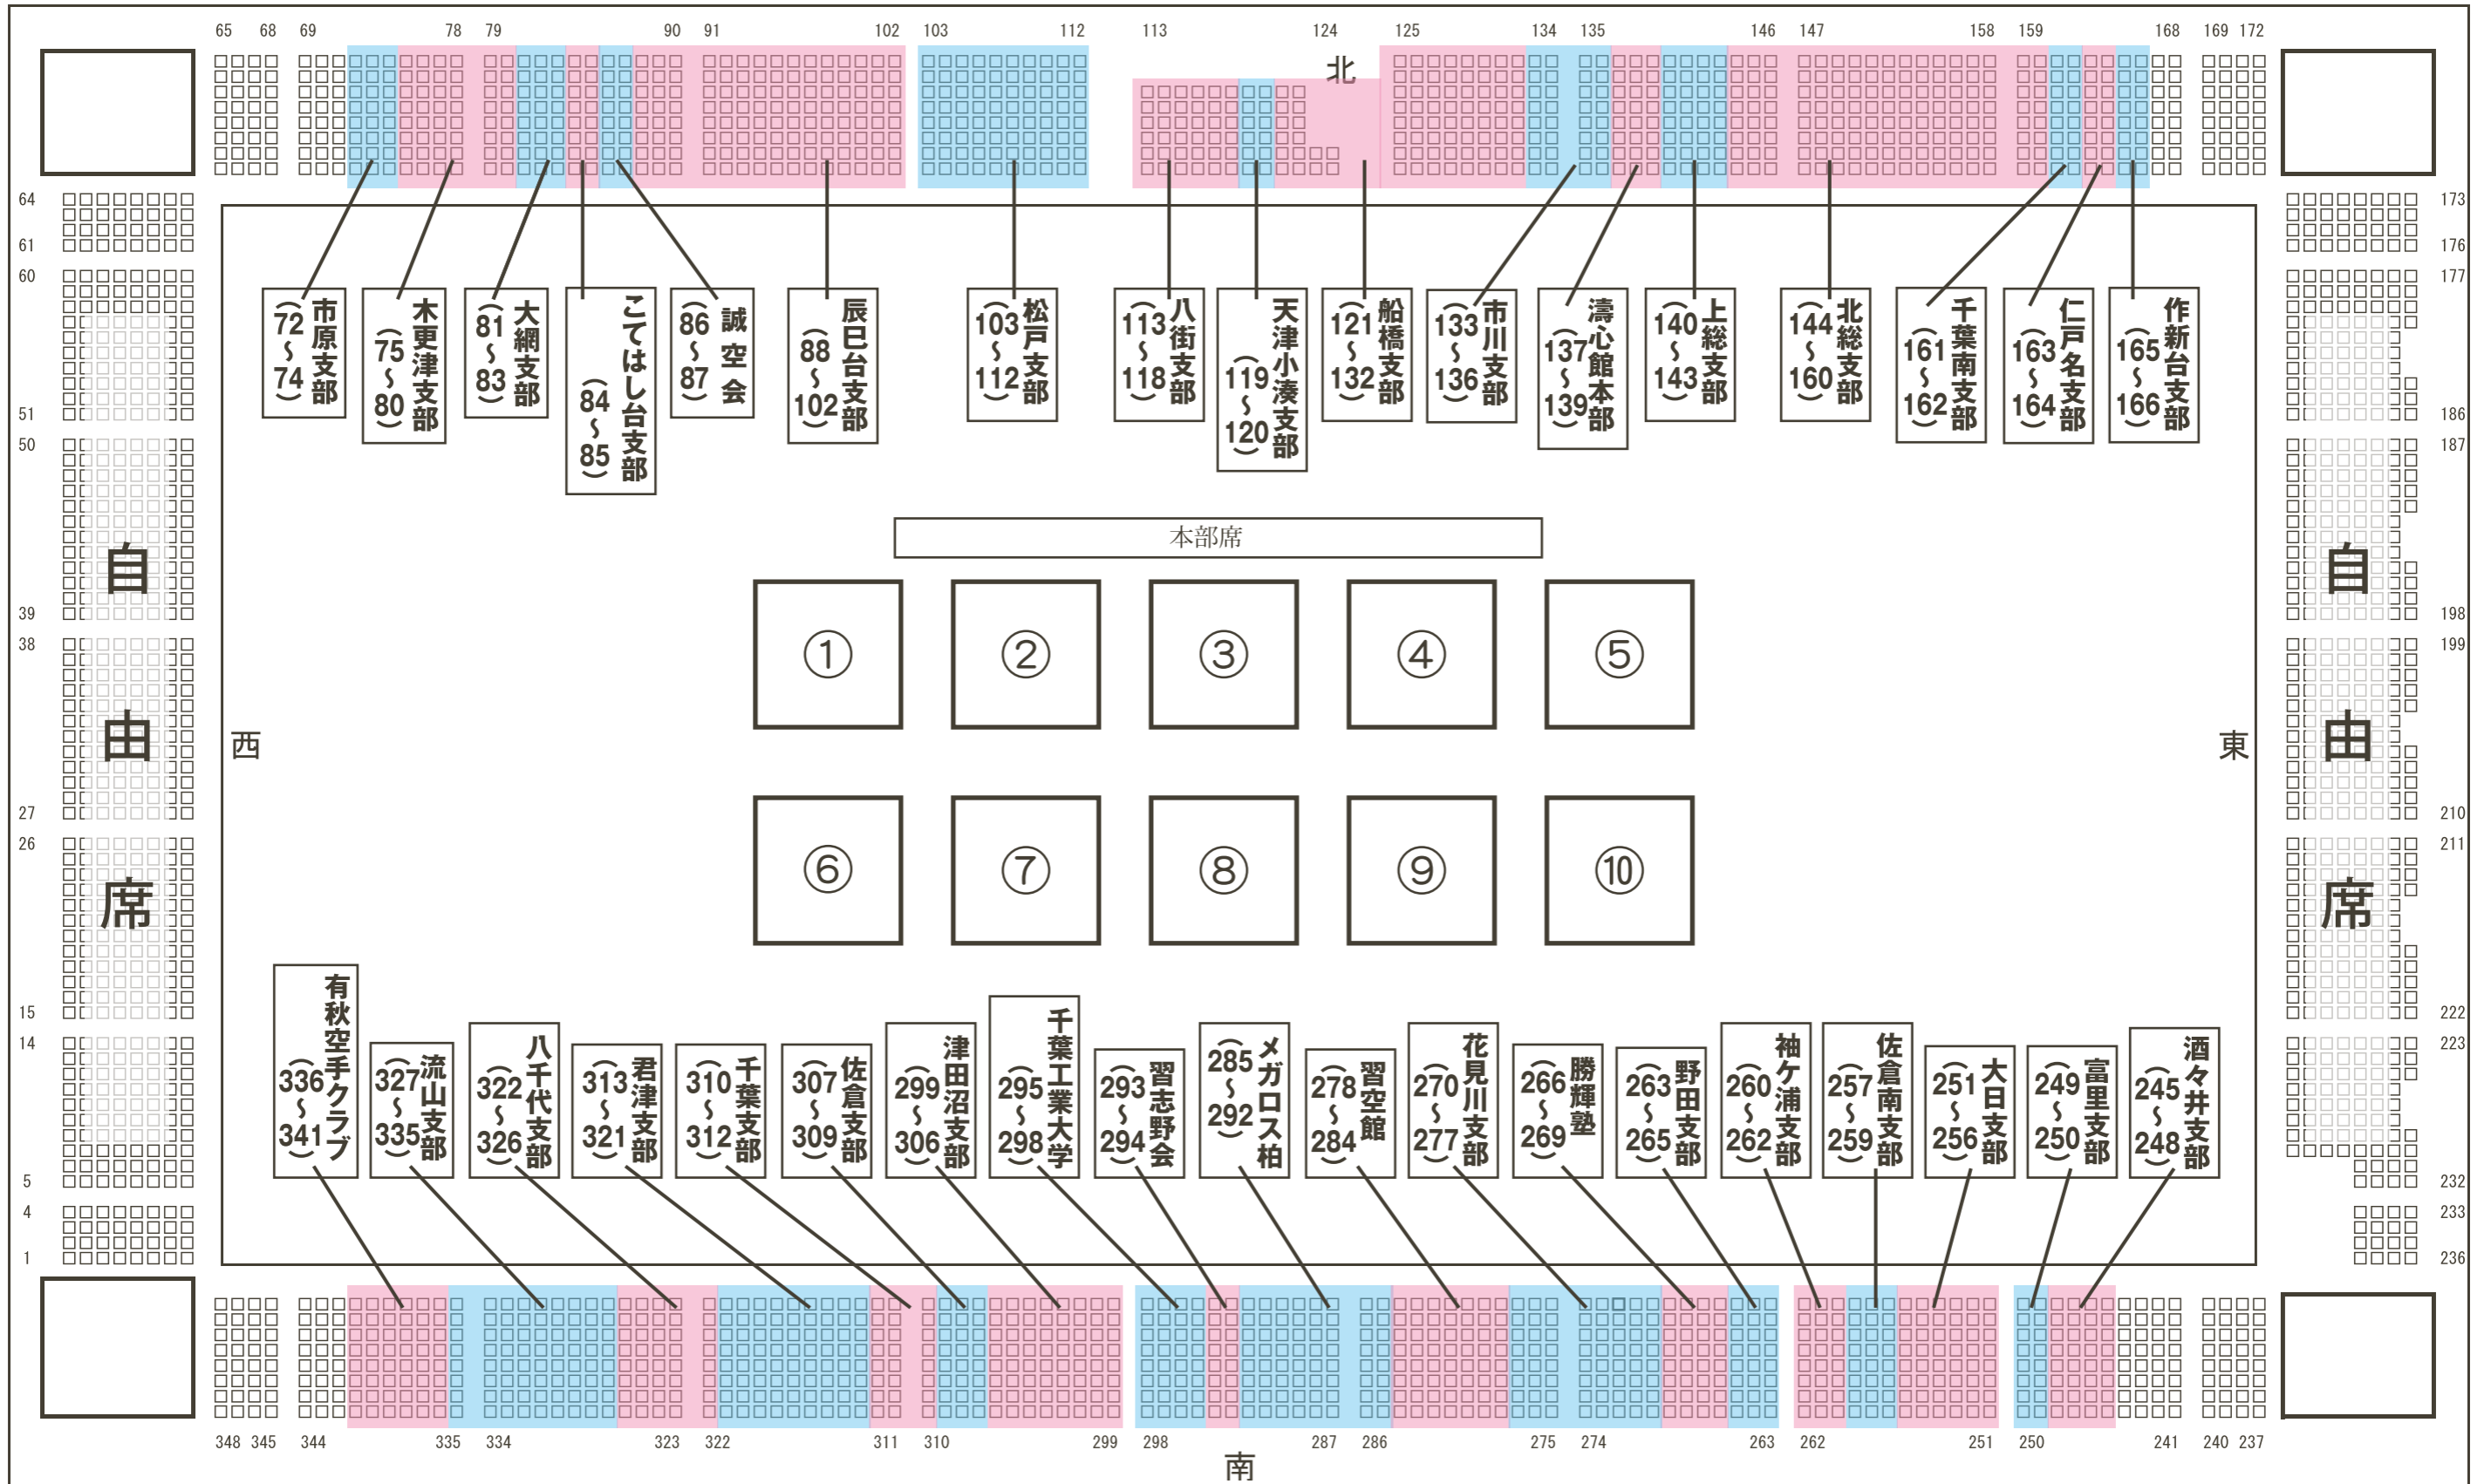 65 68 69 78 79 90 91 102 103 112 113 124 125 134 135 146 147 158 159 168 169 172
北
64
61
60
51
50
39
38
27
26
15
14
5
4
1
自由席
西
市原支部
(72~74)
木更津支部
(75~80)
大網支部
(81~83)
こてはし台支部
(84~85)
誠空会
(86~87)
辰巳台支部
(88~102)
松戸支部
(103~112)
八街支部
(113~118)
天津小湊支部
(119~120)
船橋支部
(121~132)
市川支部
(133~136)
濤心館本部
(137~139)
上総支部
(140~143)
北総支部
(144~160)
千葉南支部
(161~162)
仁戸名支部
(163~164)
作新台支部
(165~166)
本部席
① ② ③ ④ ⑤
⑥ ⑦ ⑧ ⑨ ⑩
有秋空手クラブ
(336~341)
流山支部
(327~335)
八千代支部
(322~326)
君津支部
(313~321)
千葉支部
(310~312)
佐倉支部
(307~309)
津田沼支部
(299~306)
千葉工業大学
(295~298)
習志野会
(293~294)
メガロス柏
(285~292)
習空館
(278~284)
花見川支部
(270~277)
勝輝塾
(266~269)
野田支部
(263~265)
袖ケ浦支部
(260~262)
佐倉南支部
(257~259)
大日支部
(251~256)
富里支部
(249~250)
酒々井支部
(245~248)
東
自由席
173
176
177
186
187
198
199
210
211
222
223
232
233
236
348 345 344 335 334 323 322 311 310 299 298 287 286 275 274 263 262 251 250 241 240 237
南